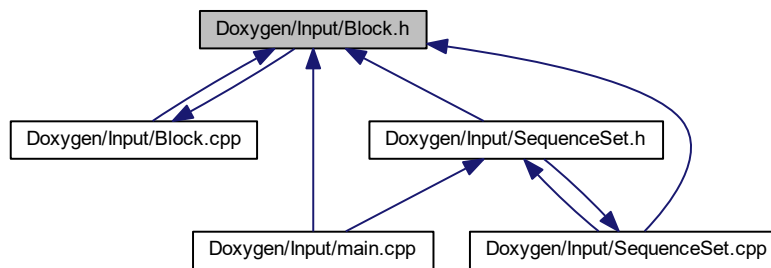 Doxygen/Input/Block.h
Doxygen/Input/Block.cpp
Doxygen/Input/SequenceSet.h
Doxygen/Input/main.cpp
Doxygen/Input/SequenceSet.cpp